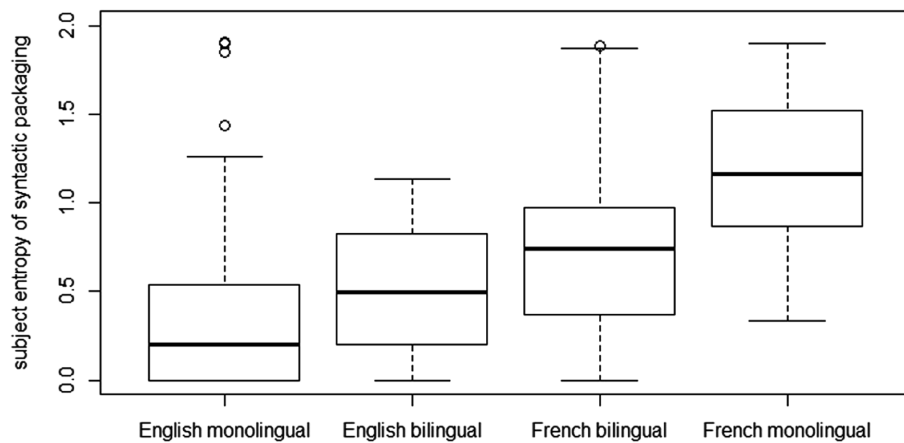 subject entropy of syntactic packaging
2.0
1.5
1.0
0.5
0.0
English monolingual
English bilingual
French bilingual
French monolingual